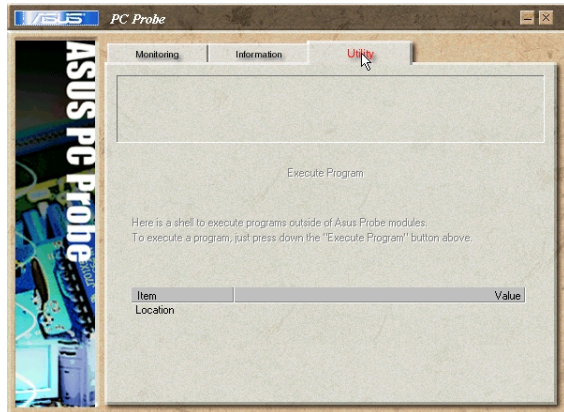 ASUS PC Probe
Monitoring Information Utility
ASUS PC Probe
Execute Program
Here is a shell to execute programs outside of Asus Probe modules.
To execute a program, just press down the "Execute Program" button above.
Item Value
Location